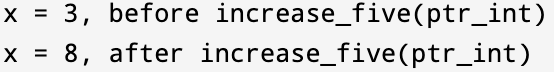 x = 3, before increase_five(ptr_int)
x = 8, after increase_five(ptr_int)